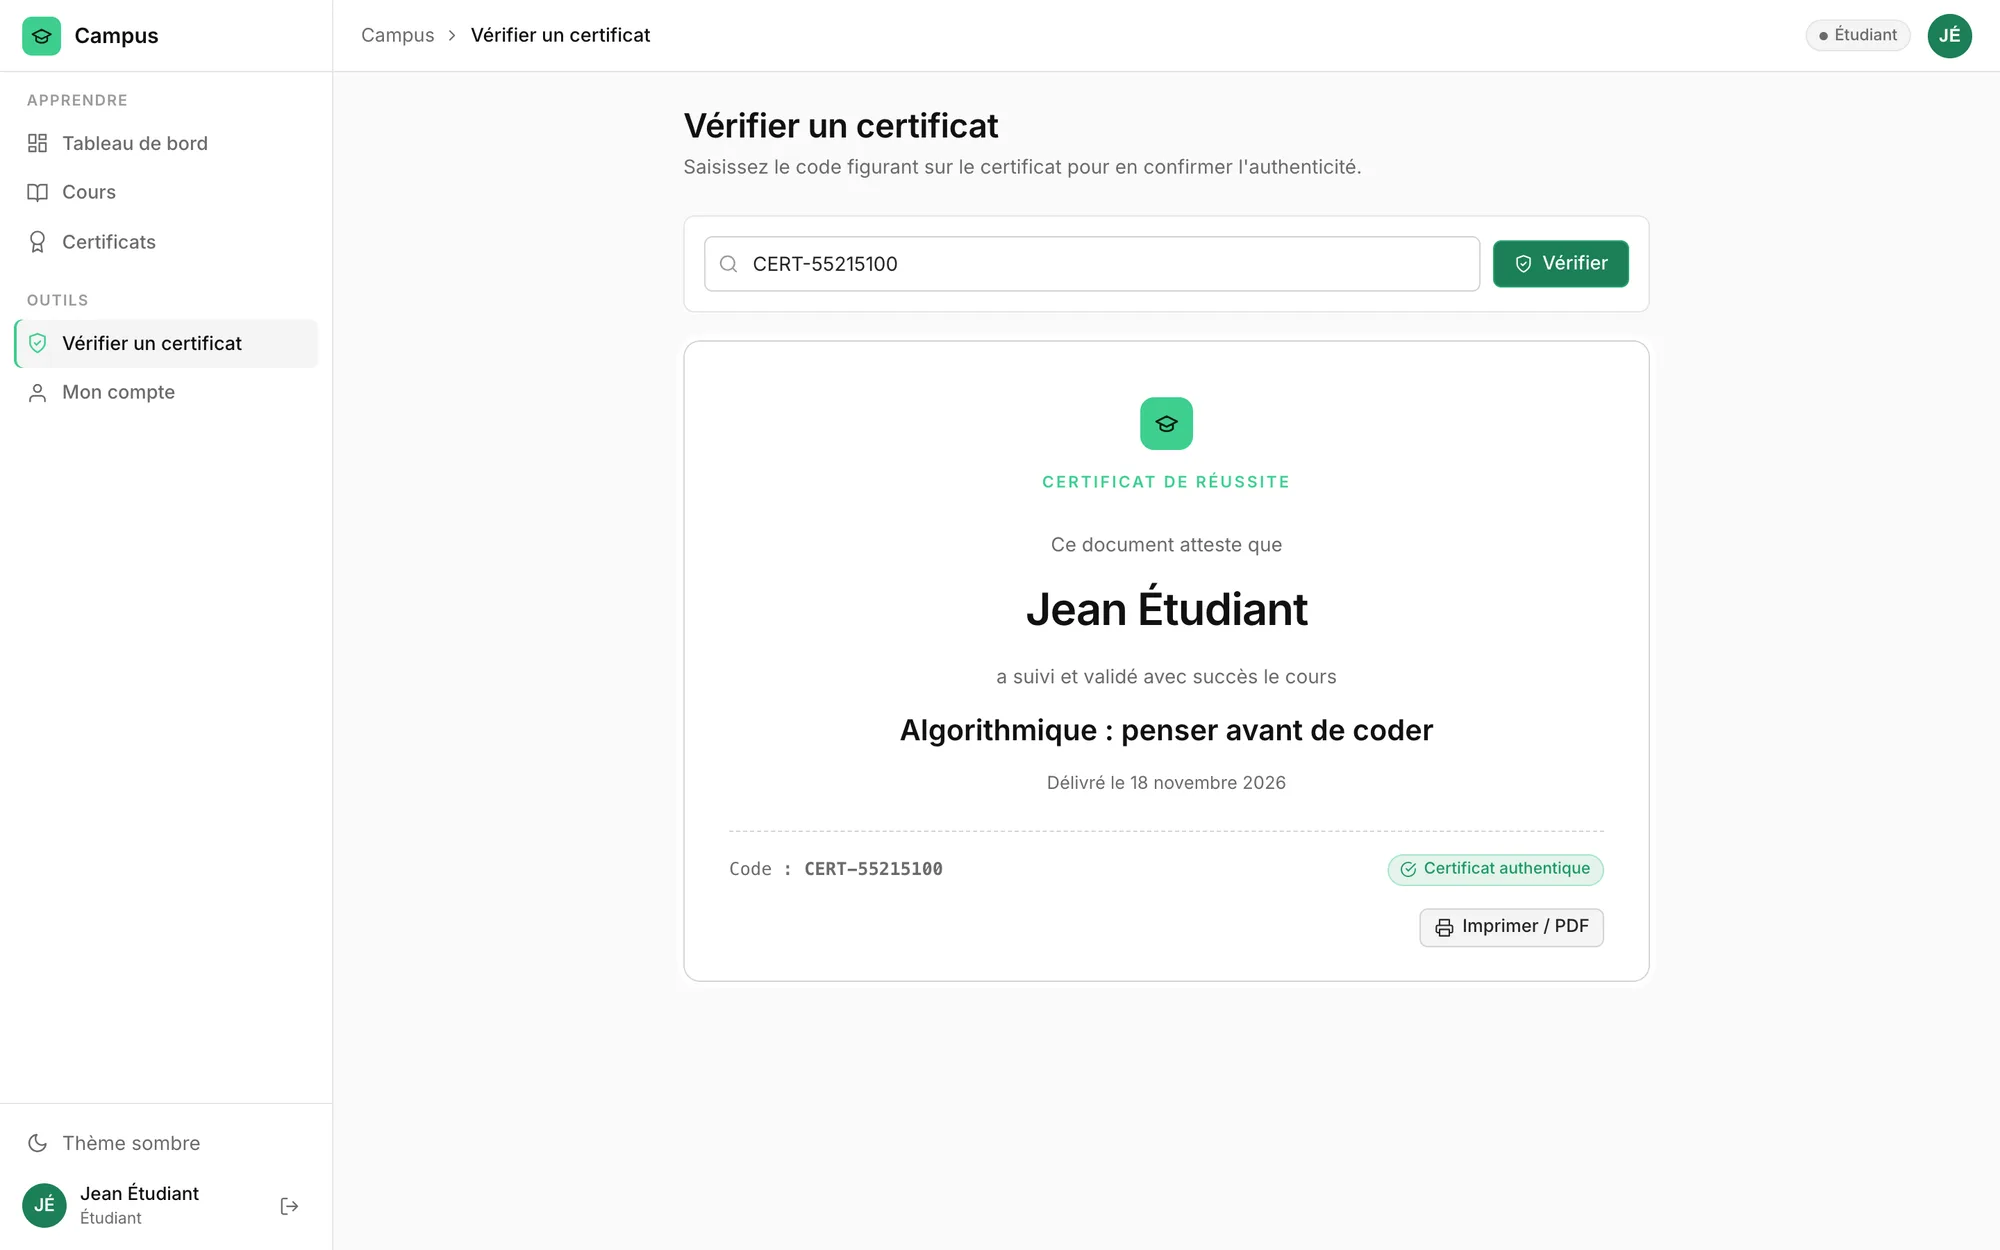 Campus
APPRENDRE
Tableau de bord
Cours
Certificats
OUTILS
Vérifier un certificat
Mon compte
Thème sombre
JÉ
Jean Étudiant
Étudiant
Campus > Vérifier un certificat
Étudiant
JÉ
Vérifier un certificat
Saisissez le code figurant sur le certificat pour en confirmer l'authenticité.
CERT-55215100
Vérifier
CERTIFICAT DE RÉUSSITE
Ce document atteste que
Jean Étudiant
a suivi et validé avec succès le cours
Algorithmique : penser avant de coder
Délivré le 18 novembre 2026
Code : CERT-55215100
Certificat authentique
Imprimer / PDF